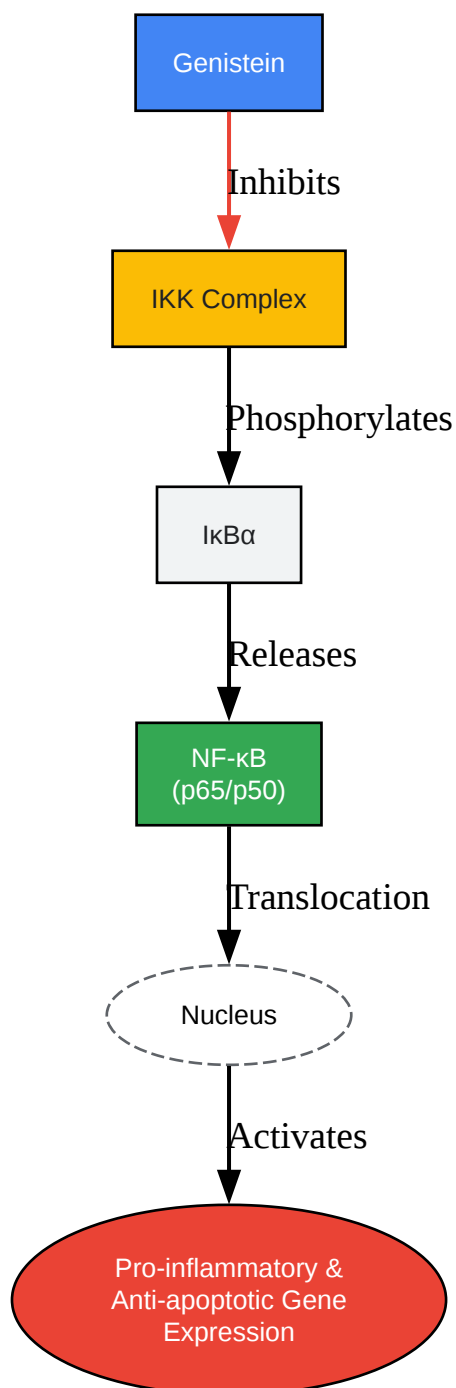 Genistein
Inhibits
IKK Complex
Phosphorylates
IκBα
Releases
NF-κB
(p65/p50)
Translocation
Nucleus
Activates
Pro-inflammatory &
Anti-apoptotic Gene
Expression